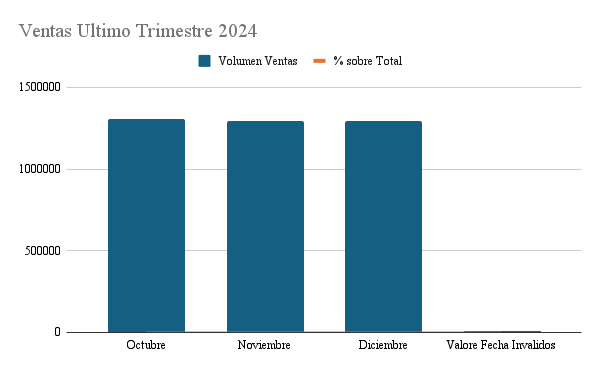 Ventas Ultimo Trimestre 2024
Volumen Ventas % sobre Total
1500000
1000000
500000
0
Octubre Noviembre Diciembre Valore Fecha Invalidos